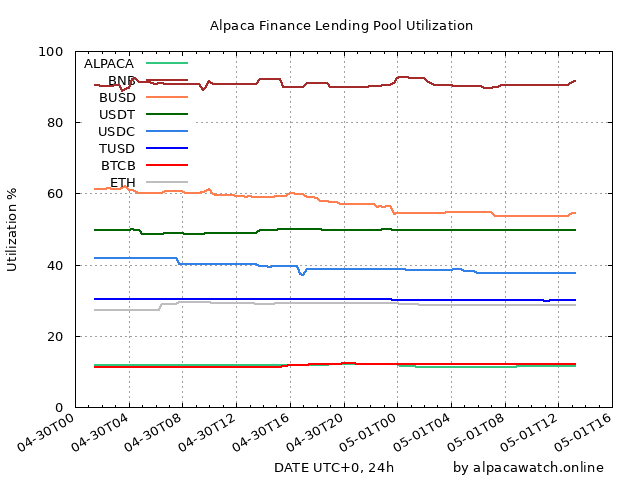 Alpaca Finance Lending Pool Utilization
Utilization %
100
80
60
40
20
0
ALPACA
BNB
BUSD
USDT
USDC
TUSD
BTCB
ETH
04-30T00
04-30T04
04-30T08
04-30T12
04-30T16
04-30T20
05-01T00
05-01T04
05-01T08
05-01T12
05-01T16
DATE UTC+0, 24h
by alpacawatch.online